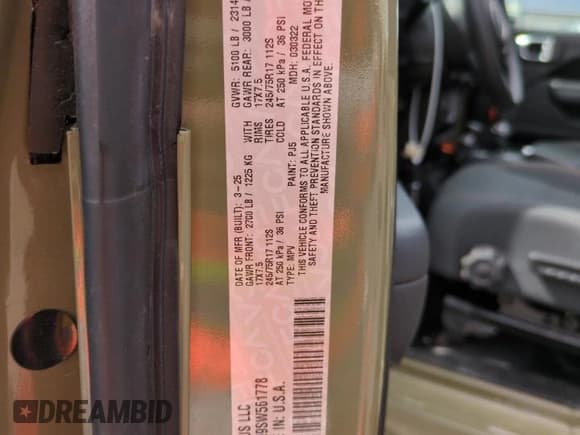 US LLC
9SW561778
IN: U.S.A.
DATE OF MFR (BUILT): 3-25
GVWR: 5100 LB / 2314
GAWR FRONT: 2700 LB / 1225 KG WITH GAWR REAR: 3000 LB
17X7.5 RIMS 17X7.5
245/75R17 112S TIRES 245/75R17 112S
AT 250 kPa / 36 PSI COLD AT 250 kPa / 36 PSI
TYPE: MPV PAINT: PJ5 MDH: 030322
THIS VEHICLE CONFORMS TO ALL APPLICABLE U.S.A. FEDERAL MOT
SAFETY AND THEFT PREVENTION STANDARDS IN EFFECT ON TH
MANUFACTURE SHOWN ABOVE.
DREAMBID